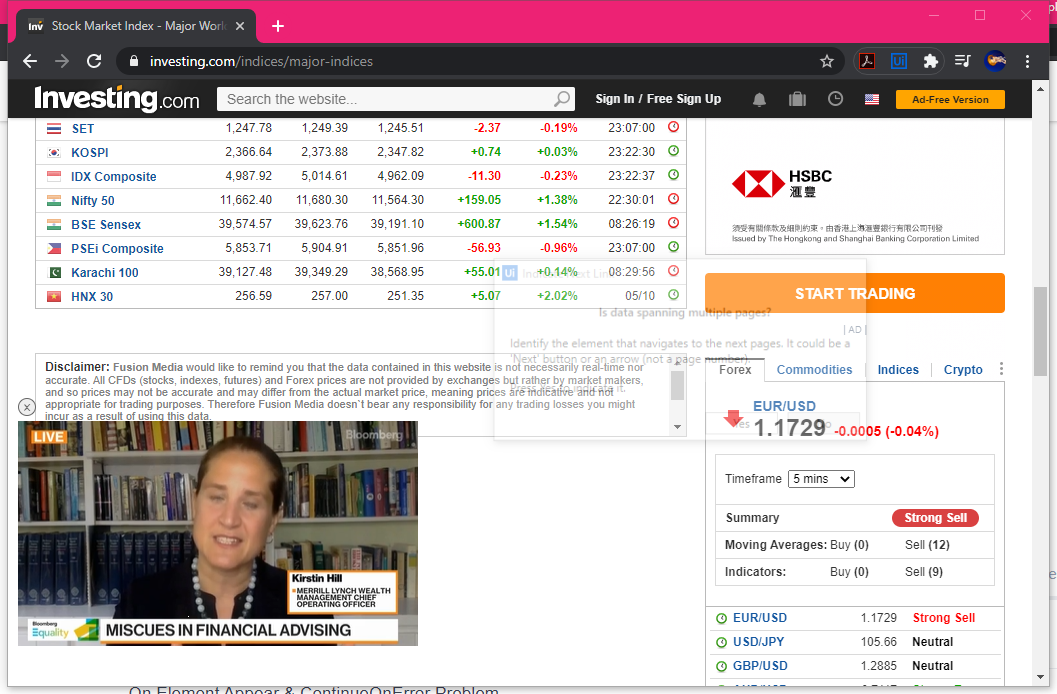 Stock Market Index - Major Worl
investing.com/indices/major-indices
Investing.com
Search the website...
Sign In / Free Sign Up
Ad-Free Version
SET 1,247.78 1,249.39 1,245.51 -2.37 -0.19% 23:07:00
KOSPI 2,366.64 2,373.88 2,347.82 +0.74 +0.03% 23:22:30
IDX Composite 4,987.92 5,014.61 4,962.09 -11.30 -0.23% 23:22:37
Nifty 50 11,662.40 11,680.30 11,564.30 +159.05 +1.38% 22:30:01
BSE Sensex 39,574.57 39,623.76 39,191.10 +600.87 +1.54% 08:26:19
PSEi Composite 5,853.71 5,904.91 5,851.96 -56.93 -0.96% 23:07:00
Karachi 100 39,127.48 39,349.29 38,568.95 +55.01 +0.14% 08:29:56
HNX 30 256.59 257.00 251.35 +5.07 +2.02% 05/10
HSBC
滙豐
須受有關條款及細則約束。由香港上海滙豐銀行有限公司刊發
Issued by The Hongkong and Shanghai Banking Corporation Limited
START TRADING
| AD |
Ui
Is data spanning multiple pages?
Identify the element that navigates to the next pages. It could be a
'Next' button or an arrow (not a page number).
Press Yes to indicate it.
Yes
Disclaimer: Fusion Media would like to remind you that the data contained in this website is not necessarily real-time nor
accurate. All CFDs (stocks, indexes, futures) and Forex prices are not provided by exchanges but rather by market makers,
and so prices may not be accurate and may differ from the actual market price, meaning prices are indicative and not
appropriate for trading purposes. Therefore Fusion Media doesn`t bear any responsibility for any trading losses you might
incur as a result of using this data.
LIVE
Bloomberg
Kirstin Hill
MERRILL LYNCH WEALTH
MANAGEMENT CHIEF
OPERATING OFFICER
Bloomberg
Equality
MISCUES IN FINANCIAL ADVISING
Forex Commodities Indices Crypto
EUR/USD
1.1729 -0.0005 (-0.04%)
Timeframe 5 mins
Summary Strong Sell
Moving Averages: Buy (0) Sell (12)
Indicators: Buy (0) Sell (9)
EUR/USD 1.1729 Strong Sell
USD/JPY 105.66 Neutral
GBP/USD 1.2885 Neutral
On Element Appear & ContinueOnError Problem